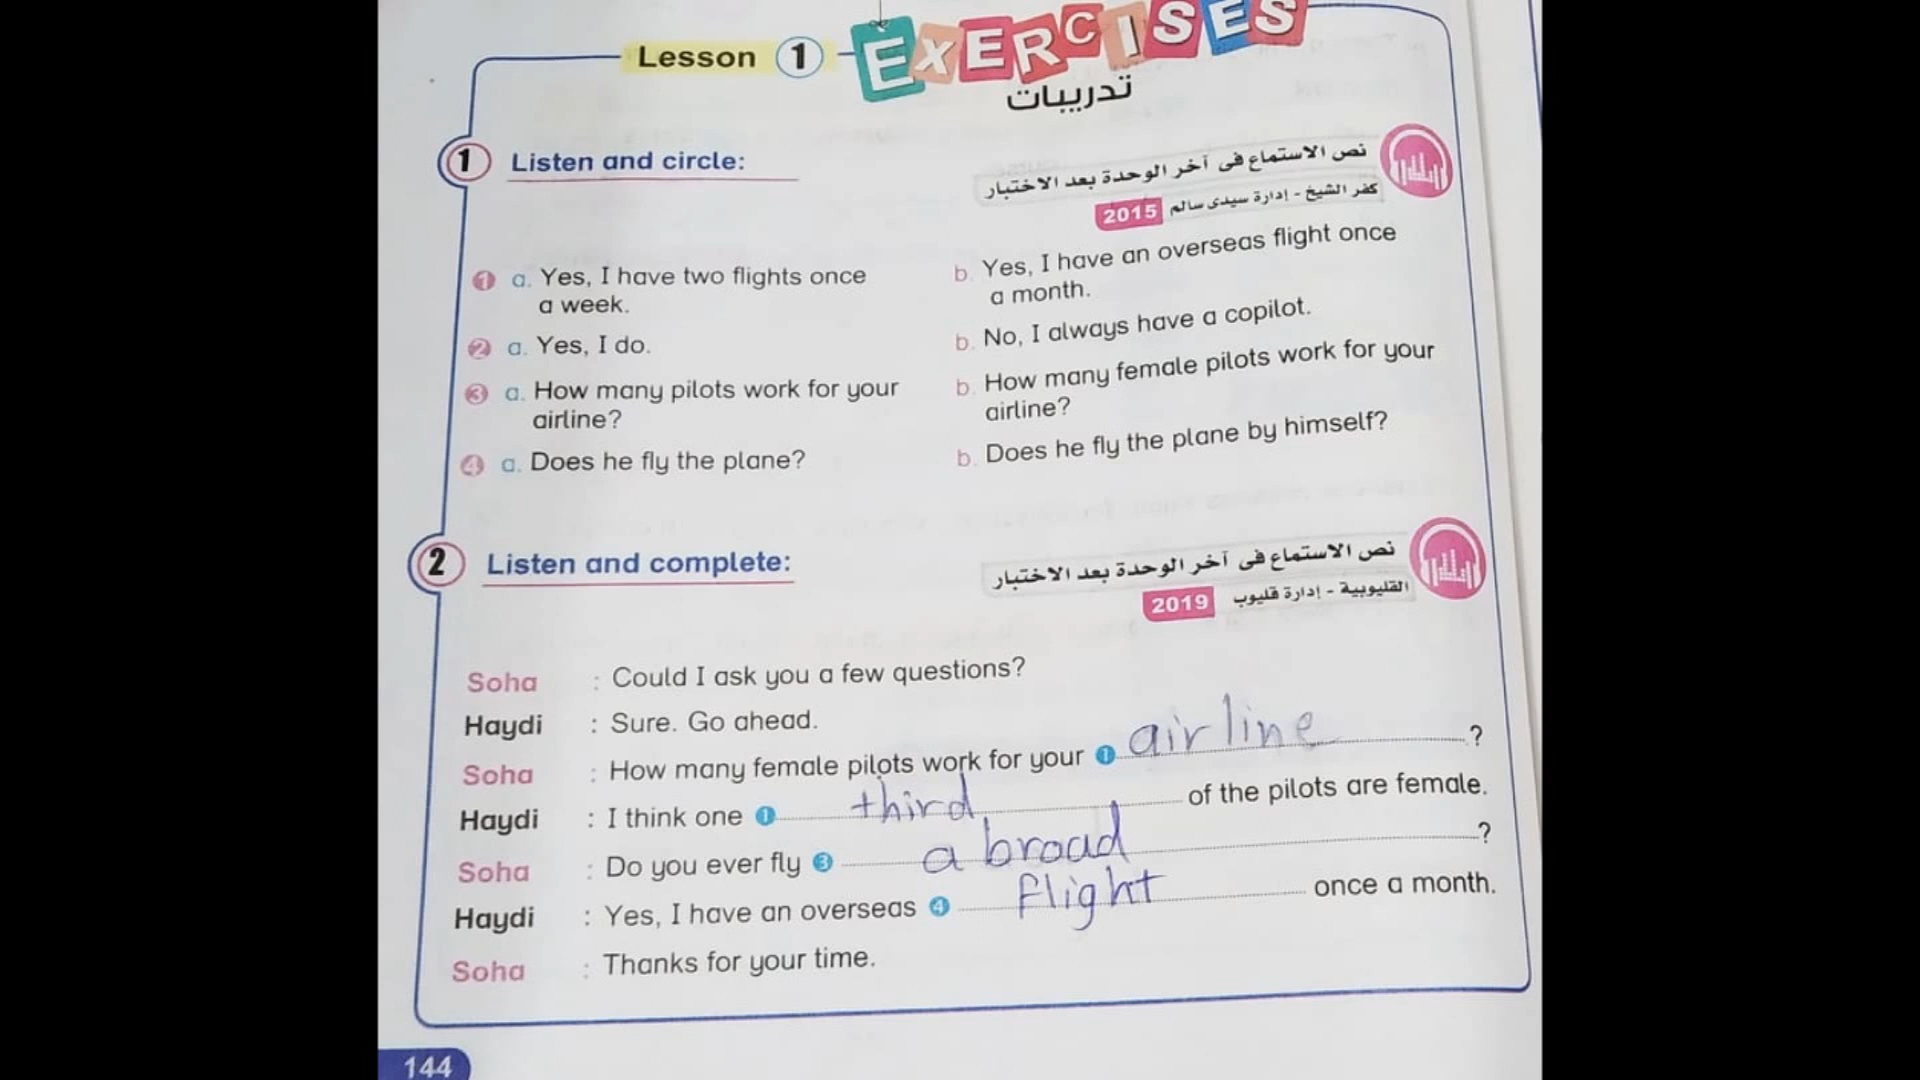 Lesson 1 EXERCISES
تدريبات
1 Listen and circle:
نص الاستماع فى آخر الوحدة بعد الاختبار
كفر الشيخ - إدارة سيدى سالم 2015
1 a. Yes, I have two flights once
a week.
b. Yes, I have an overseas flight once
a month.
2 a. Yes, I do.
b. No, I always have a copilot.
3 a. How many pilots work for your
airline?
b. How many female pilots work for your
airline?
4 a. Does he fly the plane?
b. Does he fly the plane by himself?
2 Listen and complete:
نص الاستماع فى آخر الوحدة بعد الاختبار
القليوبية - إدارة قليوب 2019
Soha : Could I ask you a few questions?
Haydi : Sure. Go ahead.
Soha : How many female pilots work for your 1 airline ?
Haydi : I think one 1 third of the pilots are female.
Soha : Do you ever fly 3 a broad ?
Haydi : Yes, I have an overseas 4 flight once a month.
Soha : Thanks for your time.
144